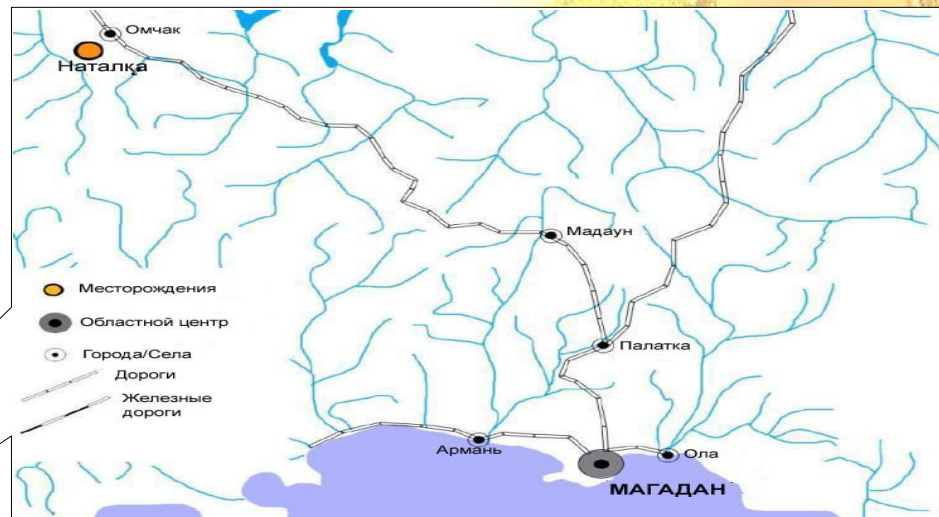 Омчак
Наталка
Мадаун
Месторождения
Областной центр
Города/Села
Палатка
Дороги
Железные
дороги
Армань
Ола
МАГАДАН